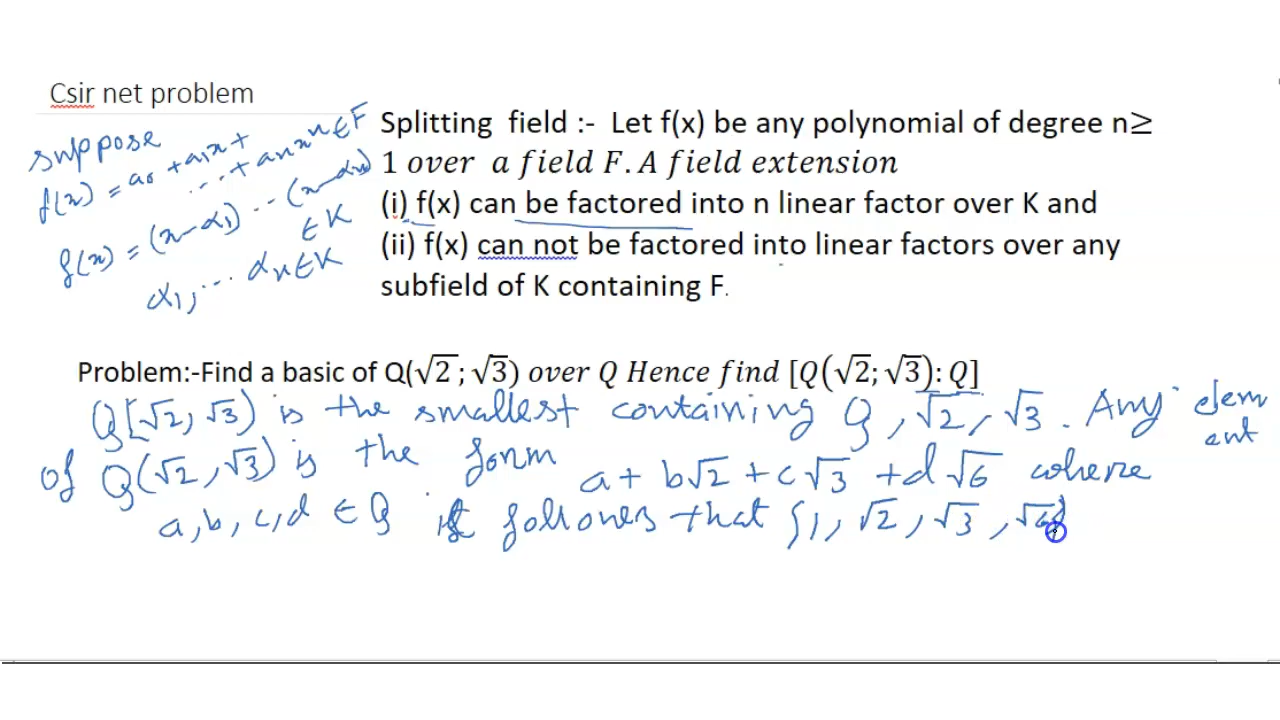 Csir net problem
suppose
f(x) = a0 + a1x +
... + anx^n ∈ F
f(x) = (x-α1) ... (x-αn)
∈ K
α1, ... αn ∈ K
Splitting field :- Let f(x) be any polynomial of degree n≥
1 over a field F. A field extension
(i) f(x) can be factored into n linear factor over K and
(ii) f(x) can not be factored into linear factors over any
subfield of K containing F.
Problem:-Find a basic of Q(√2 ; √3) over Q Hence find [Q(√2; √3): Q]
Q[√2, √3) is the smallest containing Q, √2, √3. Any elem
ent
of Q(√2, √3) is the form a + b√2 + c√3 + d√6 where
a, b, c, d ∈ Q it follows that {1, √2, √3, √6}